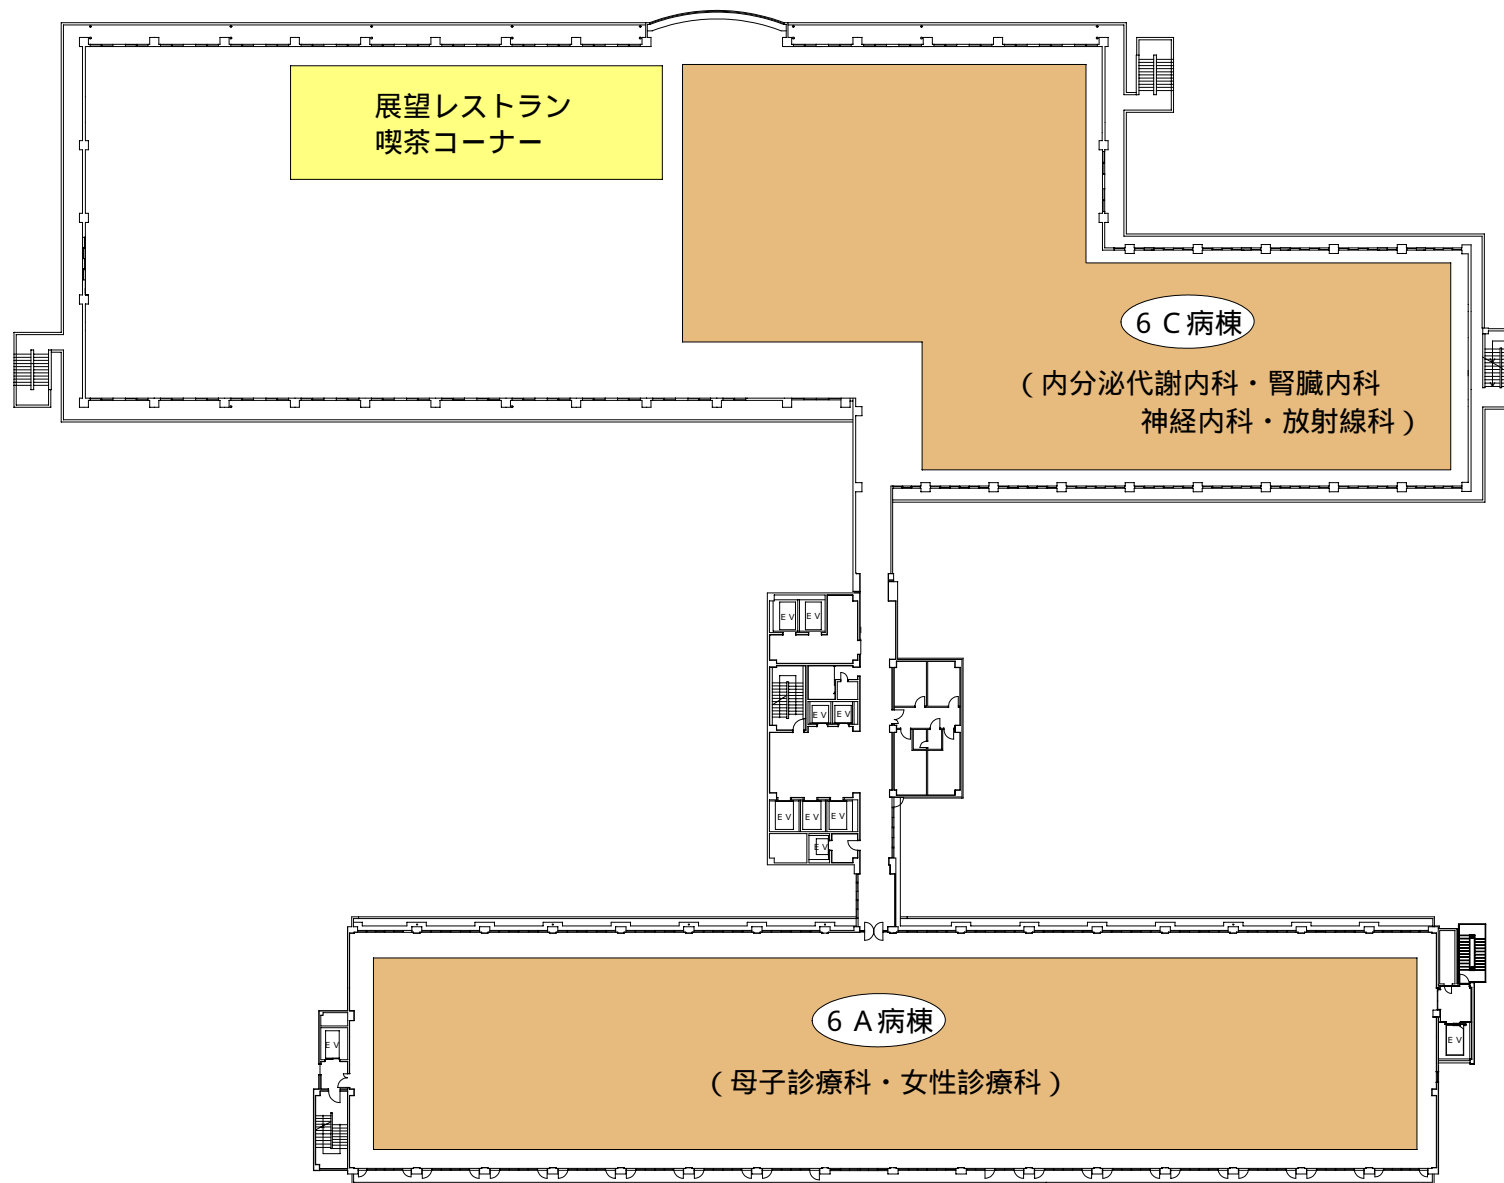 展望レストラン
喫茶コーナー
６Ｃ病棟
（内分泌代謝内科・腎臓内科
神経内科・放射線科）
ＥＶ ＥＶ
ＥＶ ＥＶ
ＥＶ ＥＶ ＥＶ
ＥＶ
６Ａ病棟
（母子診療科・女性診療科）
ＥＶ
ＥＶ